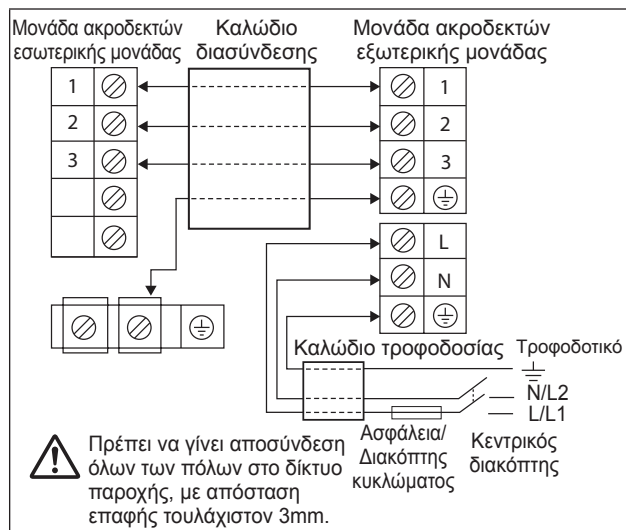 Μονάδα ακροδεκτών
εσωτερικής μονάδας
Καλώδιο
διασύνδεσης
Μονάδα ακροδεκτών
εξωτερικής μονάδας
1
2
3
1
2
3
L
N
Καλώδιο τροφοδοσίας
Τροφοδοτικό
N/L2
L/L1
Ασφάλεια/
Διακόπτης
κυκλώματος
Κεντρικός
διακόπτης
Πρέπει να γίνει αποσύνδεση
όλων των πόλων στο δίκτυο
παροχής, με απόσταση
επαφής τουλάχιστον 3mm.